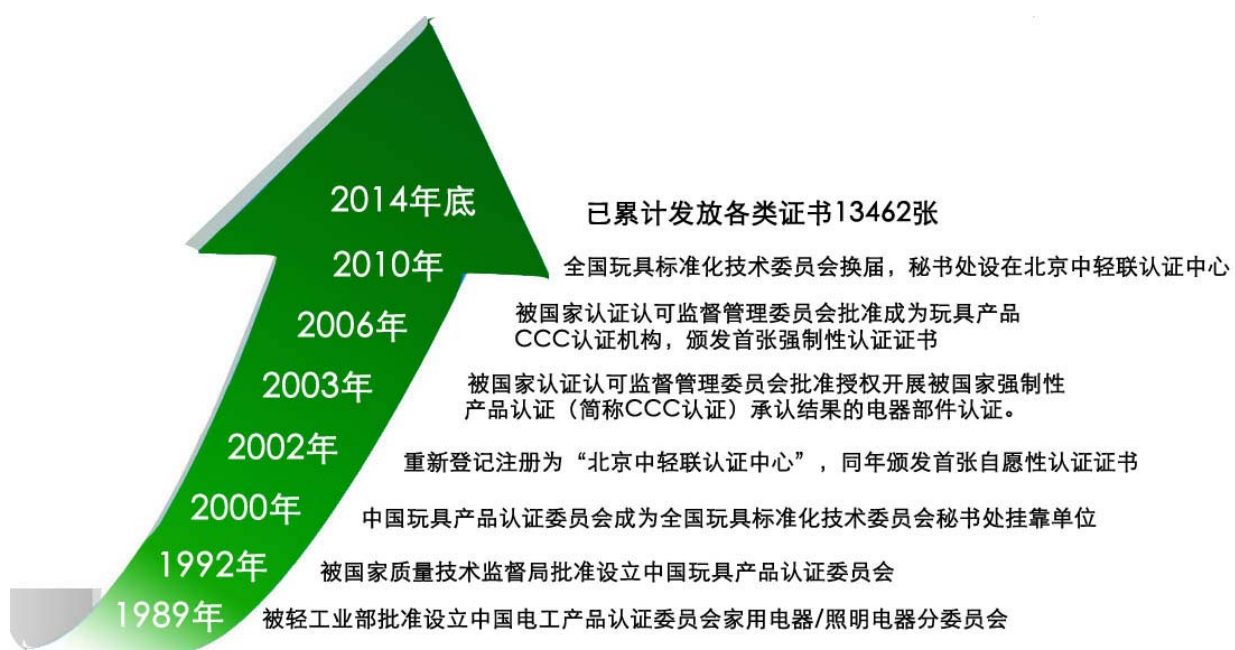 2014年底 已累计发放各类证书13462张
2010年 全国玩具标准化技术委员会换届，秘书处设在北京中轻联认证中心
2006年 被国家认证认可监督管理委员会批准成为玩具产品
CCC认证机构，颁发首张强制性认证证书
2003年 被国家认证认可监督管理委员会批准授权开展被国家强制性
产品认证（简称CCC认证）承认结果的电器部件认证。
2002年 重新登记注册为“北京中轻联认证中心”，同年颁发首张自愿性认证证书
2000年 中国玩具产品认证委员会成为全国玩具标准化技术委员会秘书处挂靠单位
1992年 被国家质量技术监督局批准设立中国玩具产品认证委员会
1989年 被轻工业部批准设立中国电工产品认证委员会家用电器/照明电器分委员会